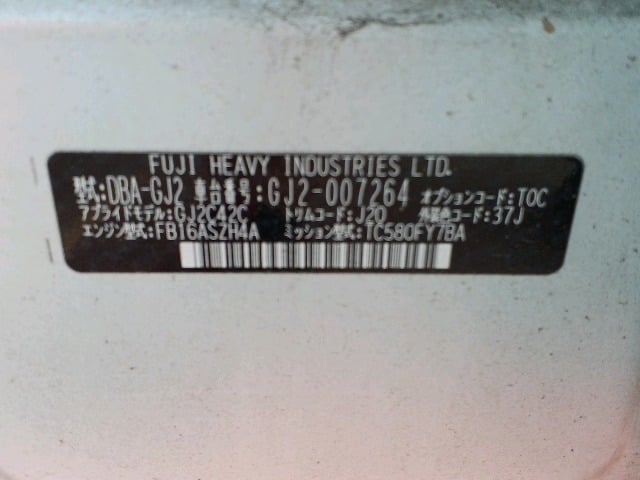 FUJI HEAVY INDUSTRIES LTD.
型式:DBA-GJ2 車台番号:GJ2-007264 オプションコード:TOC
アプライドモデル:GJ2C42C トリムコード:J20 外装色コード:37J
エンジン型式:FB16ASZH4A ミッション型式:TC580FY7BA